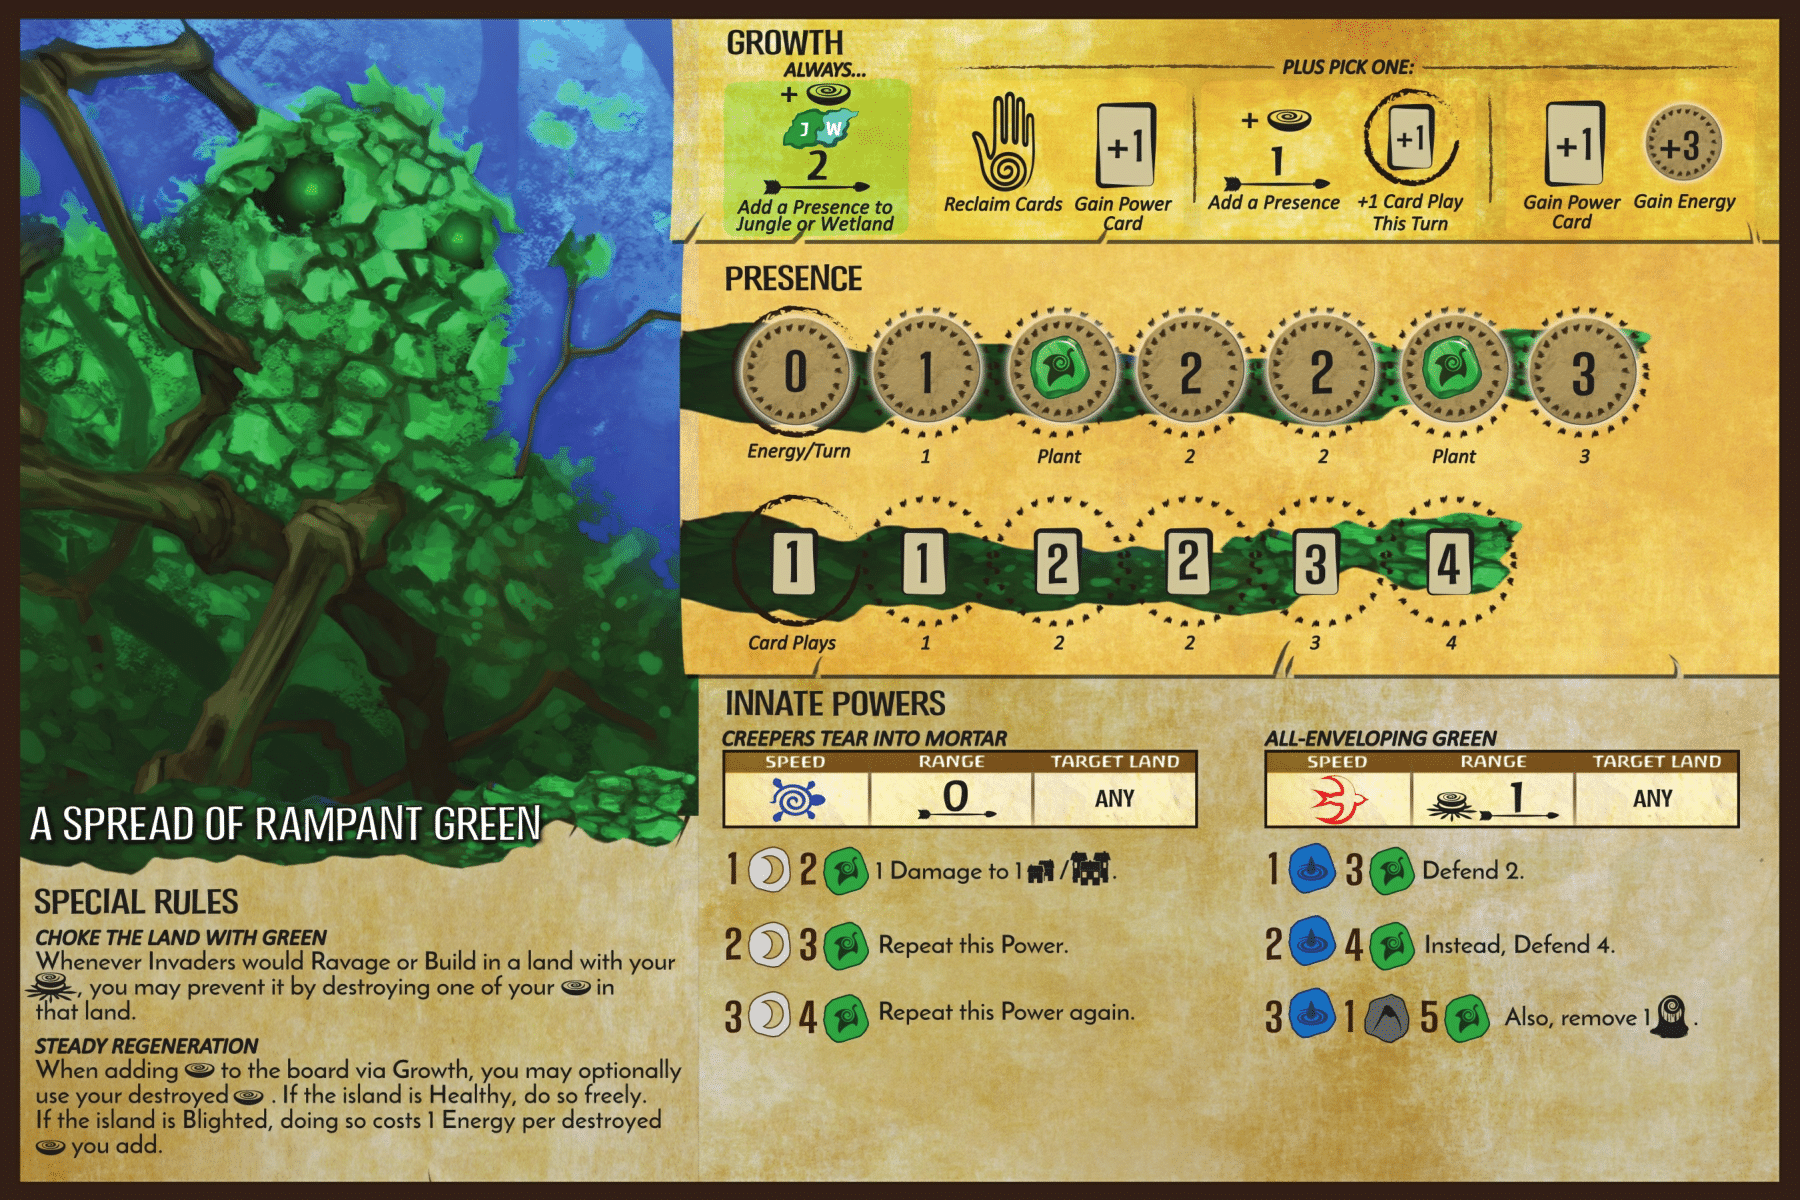 GROWTH
ALWAYS...
PLUS PICK ONE:
+
J W
2
Add a Presence to
Jungle or Wetland
Reclaim Cards
+1
Gain Power
Card
+
1
Add a Presence
+1
+1 Card Play
This Turn
+1
Gain Power
Card
+3
Gain Energy
PRESENCE
0 1 2 2 3
Energy/Turn 1 Plant 2 2 Plant 3
1 1 2 2 3 4
Card Plays 1 2 2 3 4
A SPREAD OF RAMPANT GREEN
SPECIAL RULES
CHOKE THE LAND WITH GREEN
Whenever Invaders would Ravage or Build in a land with your
, you may prevent it by destroying one of your in
that land.
STEADY REGENERATION
When adding to the board via Growth, you may optionally
use your destroyed . If the island is Healthy, do so freely.
If the island is Blighted, doing so costs 1 Energy per destroyed
you add.
INNATE POWERS
CREEPERS TEAR INTO MORTAR
SPEED RANGE TARGET LAND
0 ANY
1 2 1 Damage to 1 / .
2 3 Repeat this Power.
3 4 Repeat this Power again.
ALL-ENVELOPING GREEN
SPEED RANGE TARGET LAND
1 ANY
1 3 Defend 2.
2 4 Instead, Defend 4.
3 1 5 Also, remove 1 .